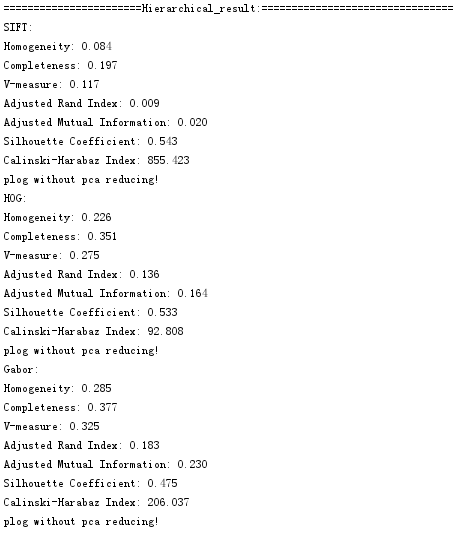 =======================Hierarchical_result:================================
SIFT:
Homogeneity: 0.084
Completeness: 0.197
V-measure: 0.117
Adjusted Rand Index: 0.009
Adjusted Mutual Information: 0.020
Silhouette Coefficient: 0.543
Calinski-Harabaz Index: 855.423
plog without pca reducing!
HOG:
Homogeneity: 0.226
Completeness: 0.351
V-measure: 0.275
Adjusted Rand Index: 0.136
Adjusted Mutual Information: 0.164
Silhouette Coefficient: 0.533
Calinski-Harabaz Index: 92.808
plog without pca reducing!
Gabor:
Homogeneity: 0.285
Completeness: 0.377
V-measure: 0.325
Adjusted Rand Index: 0.183
Adjusted Mutual Information: 0.230
Silhouette Coefficient: 0.475
Calinski-Harabaz Index: 206.037
plog without pca reducing!